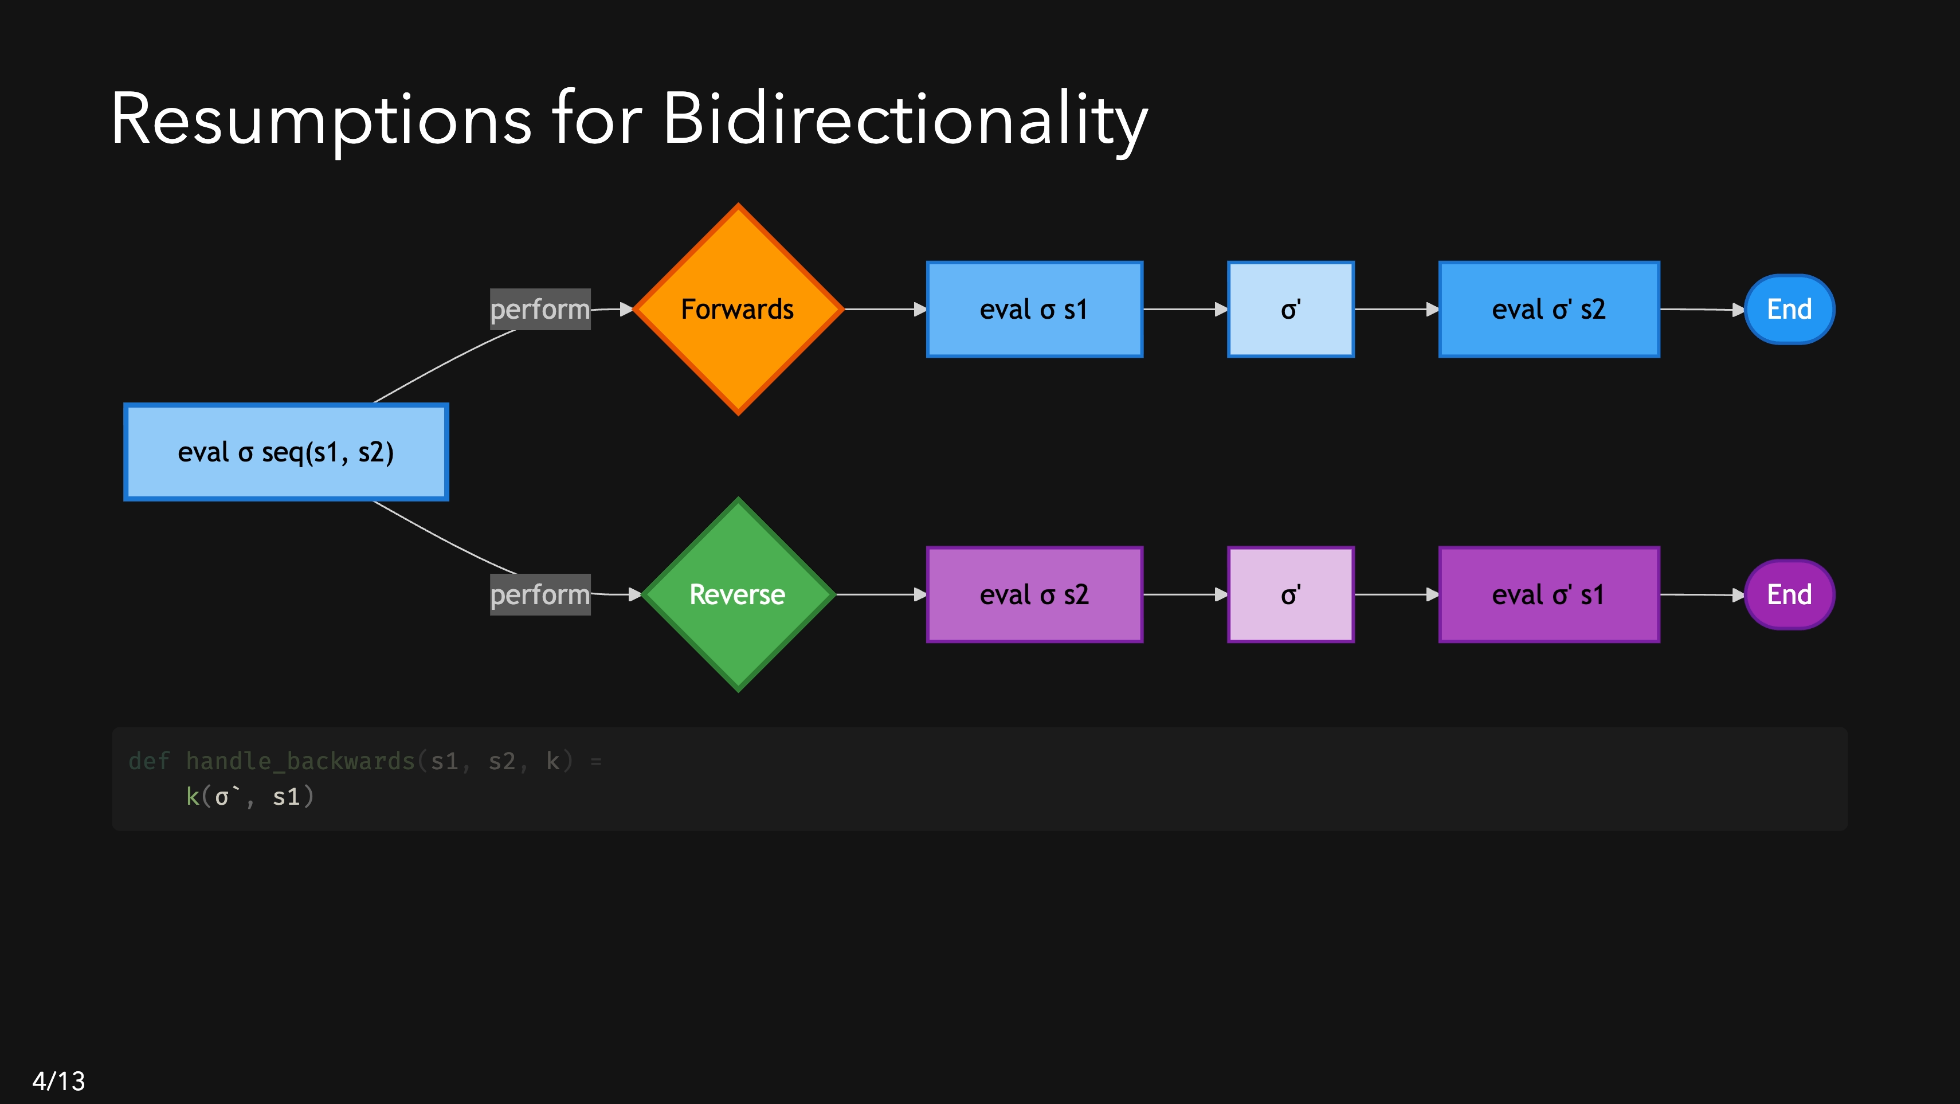 Resumptions for Bidirectionality
perform
Forwards
eval σ s1
σ'
eval σ' s2
End
eval σ seq(s1, s2)
perform
Reverse
eval σ s2
σ'
eval σ' s1
End
def handle_backwards(s1, s2, k) =
    k(σ`, s1)
4/13